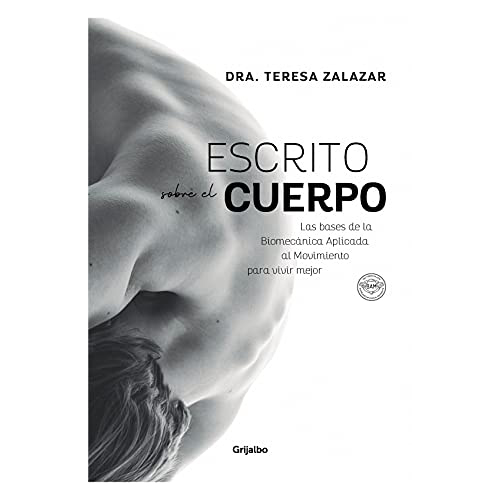 DRA. TERESA ZALAZAR
ESCRITO
sobre el CUERPO
Las bases de la
Biomecánica Aplicada
al Movimiento
para vivir mejor
BAM
Grijalbo